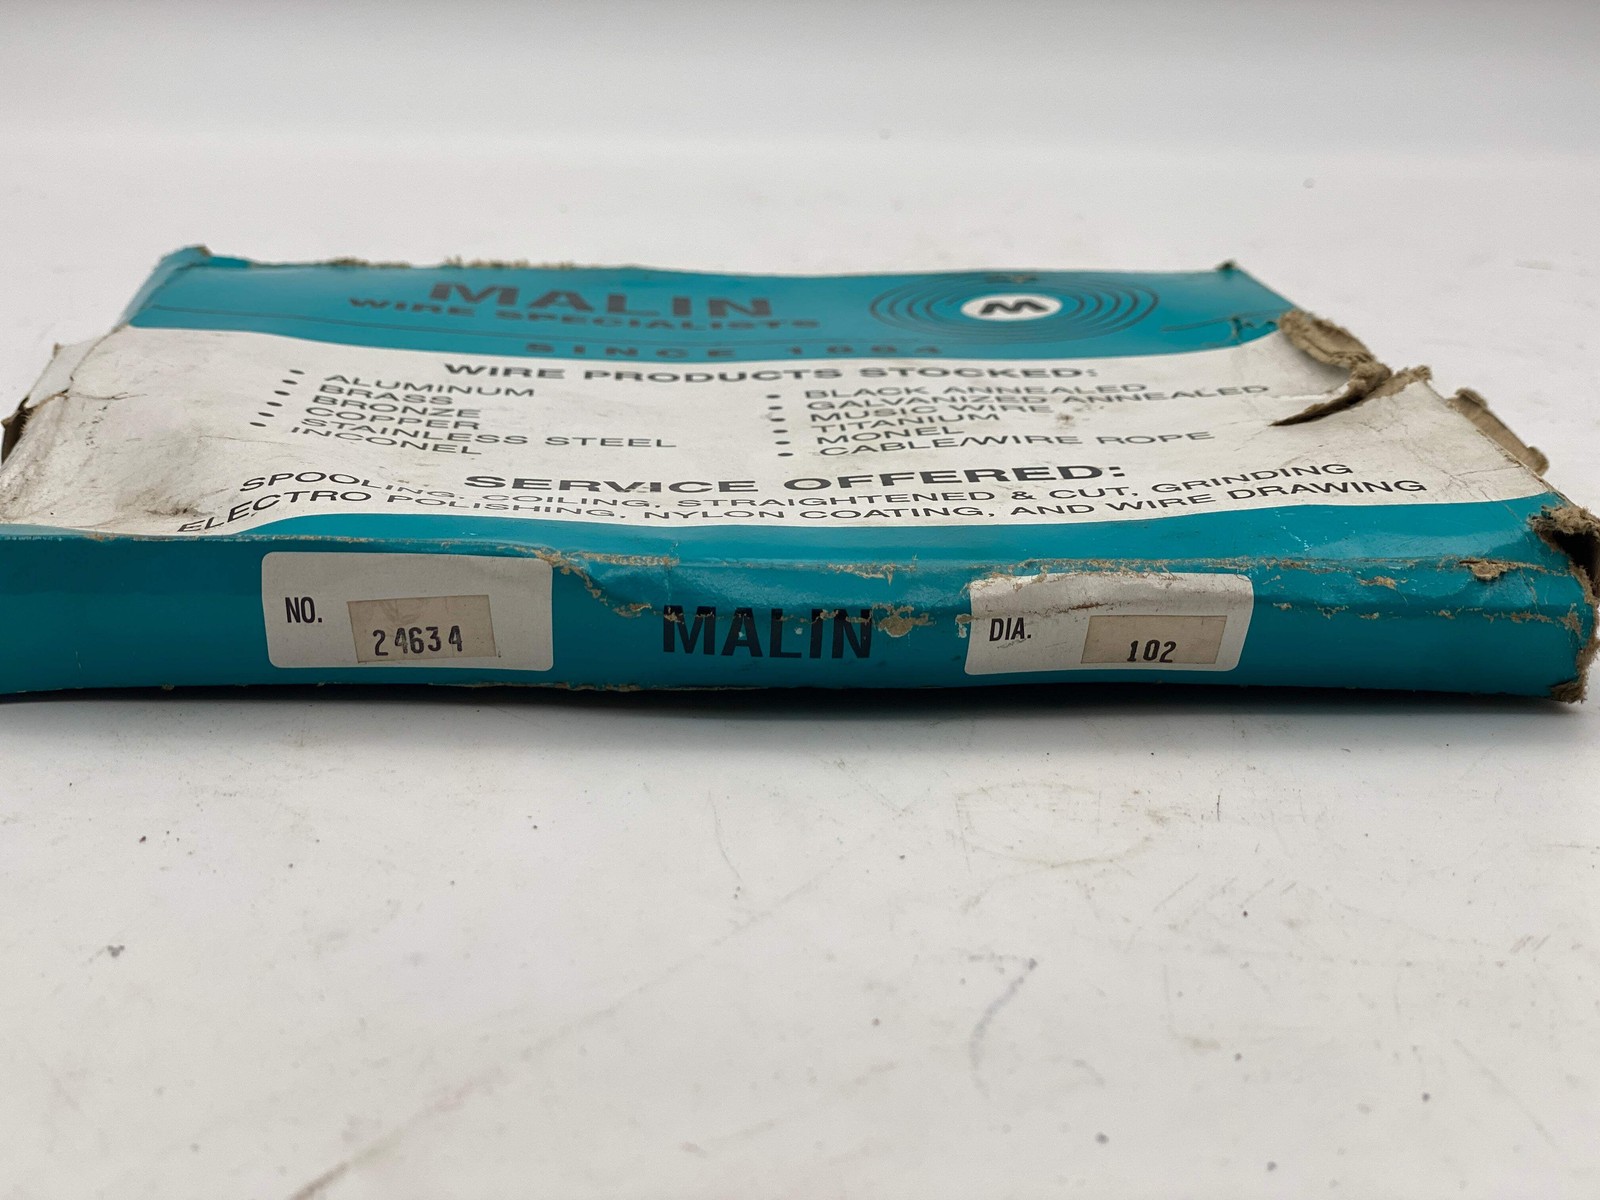 MALIN
WIRE SPECIALISTS
SINCE 1884
M
WIRE PRODUCTS STOCKED:
• ALUMINUM
• BRASS
• BRONZE
• COPPER
• STAINLESS STEEL
• INCONEL
• BLACK ANNEALED
• GALVANIZED ANNEALED
• MUSIC WIRE
• TITANIUM
• MONEL
• CABLE/WIRE ROPE
SERVICE OFFERED:
SPOOLING, COILING, STRAIGHTENED & CUT, GRINDING
ELECTRO POLISHING, NYLON COATING, AND WIRE DRAWING
NO. 24634
MALIN
DIA. 102